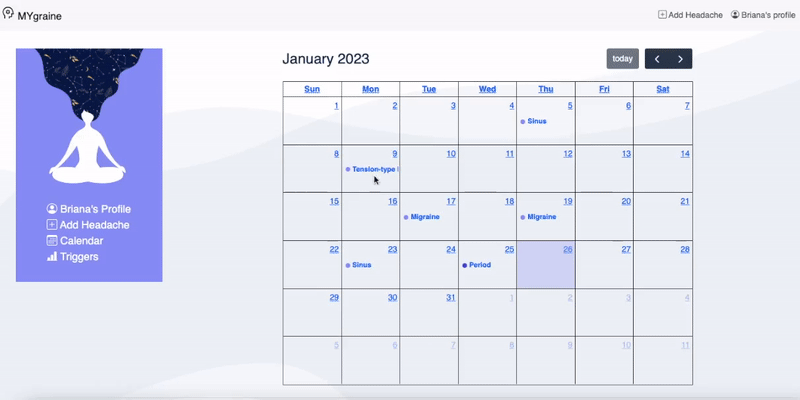 MYgraine
Add Headache Briana's profile
Briana's Profile
Add Headache
Calendar
Triggers
January 2023
today
Sun Mon Tue Wed Thu Fri Sat
1 2 3 4 5 6 7
Sinus
8 9 10 11 12 13 14
Tension-type
15 16 17 18 19 20 21
Migraine Migraine
22 23 24 25 26 27 28
Sinus Period
29 30 31 1 2 3 4
5 6 7 8 9 10 11